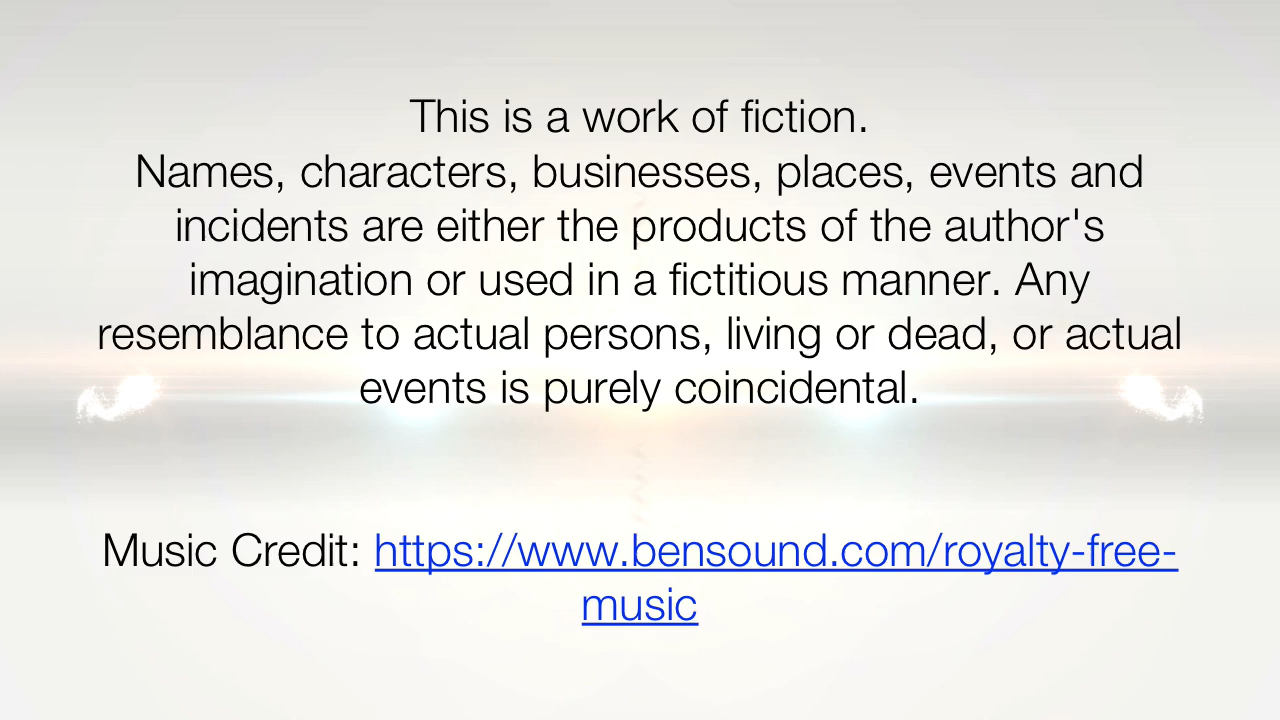 This is a work of fiction.
Names, characters, businesses, places, events and
incidents are either the products of the author's
imagination or used in a fictitious manner. Any
resemblance to actual persons, living or dead, or actual
events is purely coincidental.
Music Credit: https://www.bensound.com/royalty-free-
music